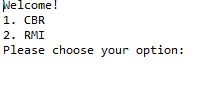 Welcome!
1. CBR
2. RMI
Please choose your option: